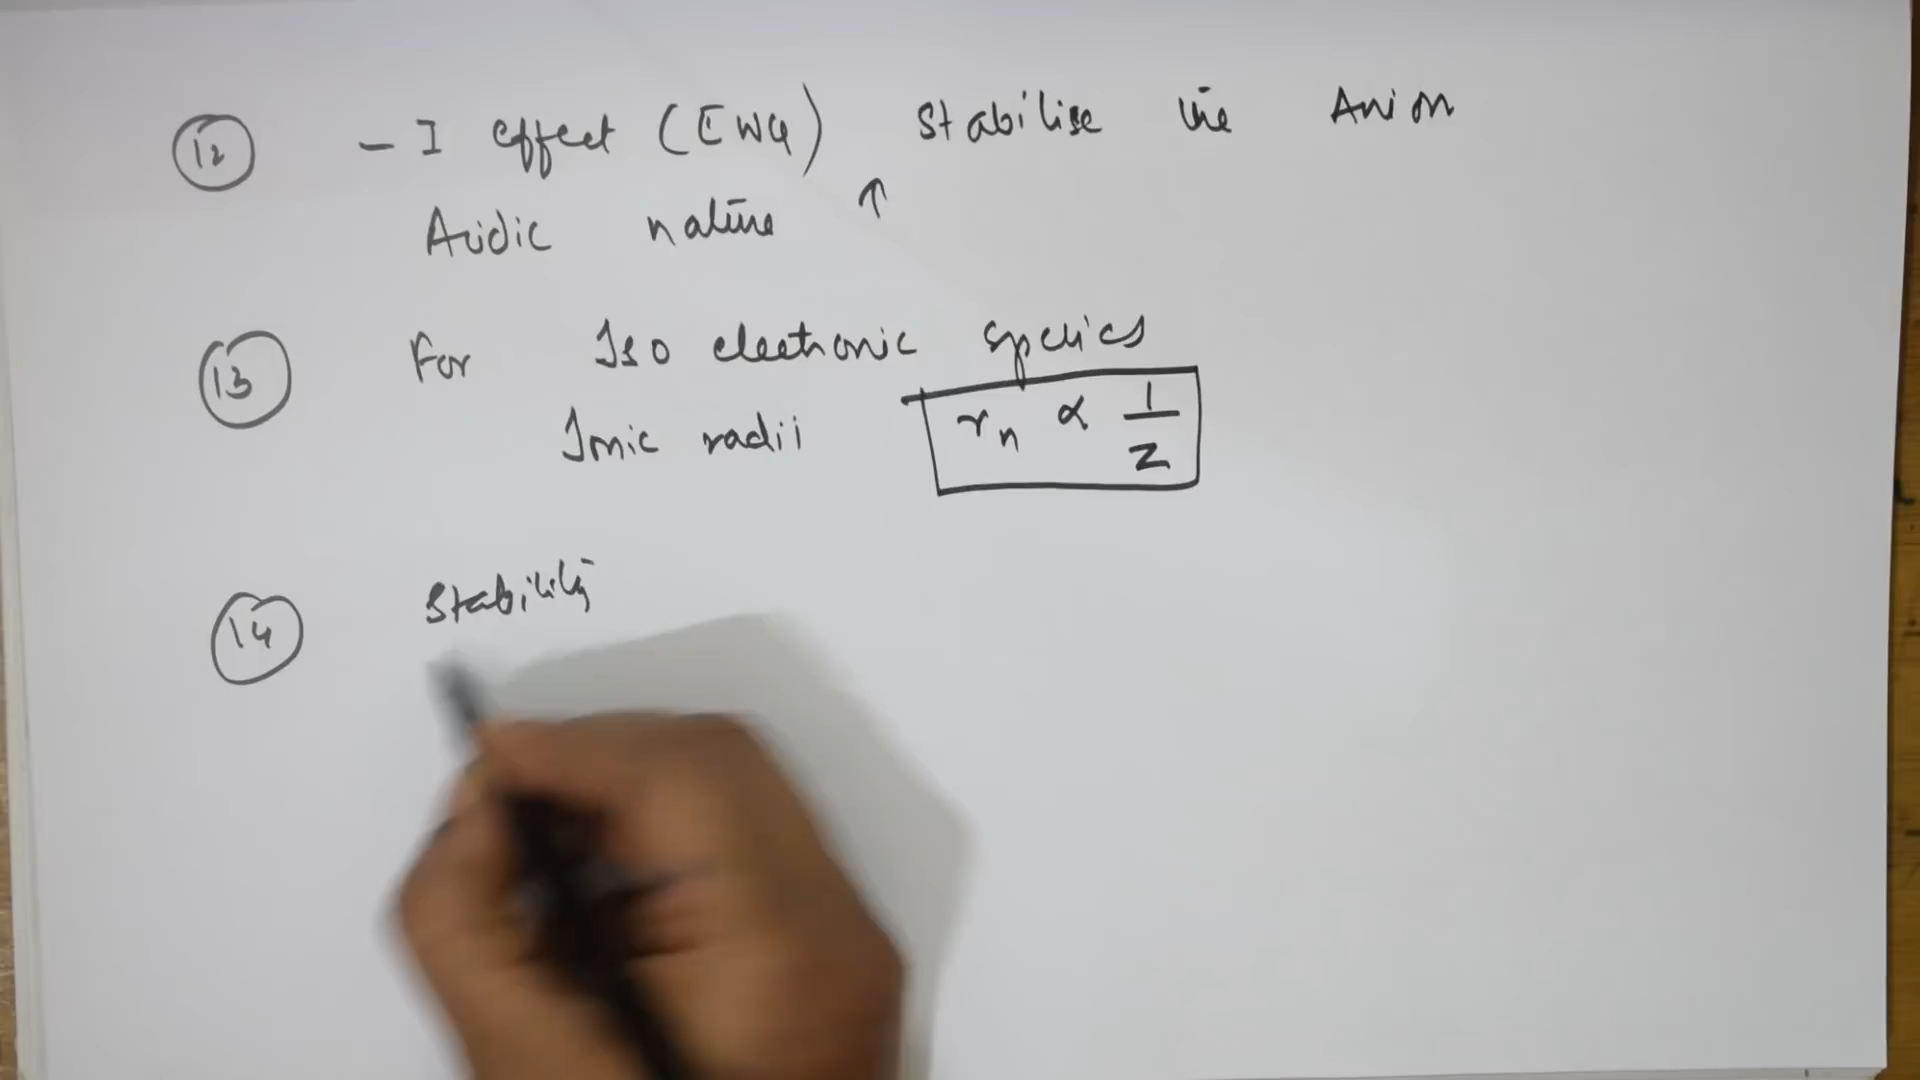 12 - I effect (EWG) stabilise the Anion
Acidic nature ↑
13 For Iso electronic species
Ionic radii rn ∝ 1/Z
14 Stability